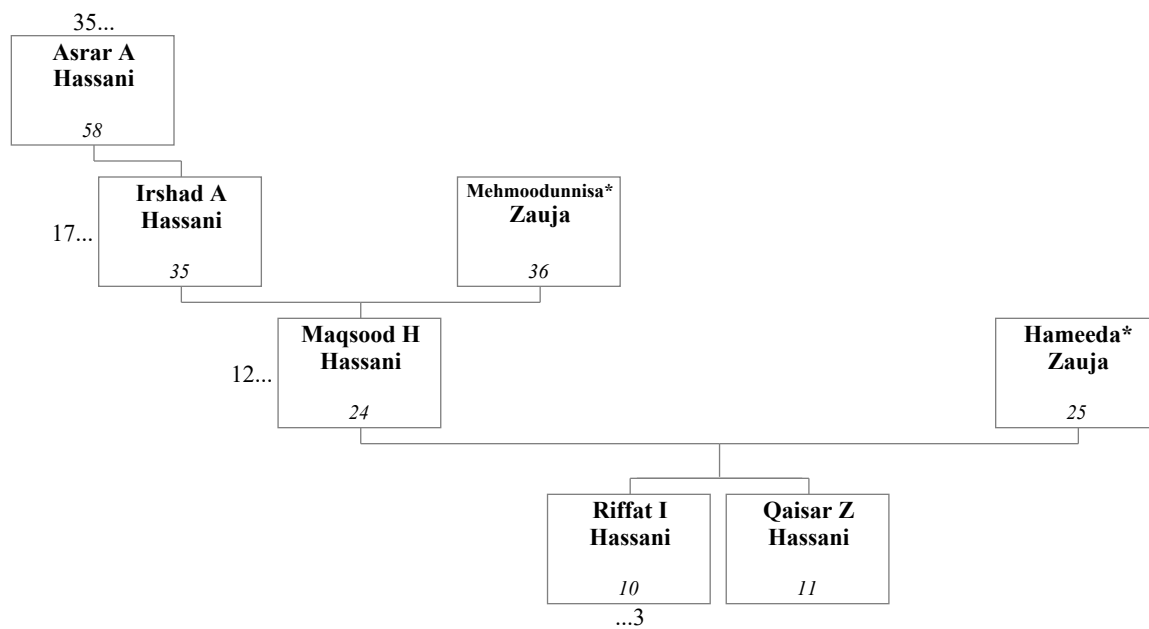 35...
Asrar A
Hassani
58
Irshad A
Hassani
35
17...
Mehmoodunnisa*
Zauja
36
Maqsood H
Hassani
24
12...
Hameeda*
Zauja
25
Riffat I
Hassani
10
...3
Qaisar Z
Hassani
11